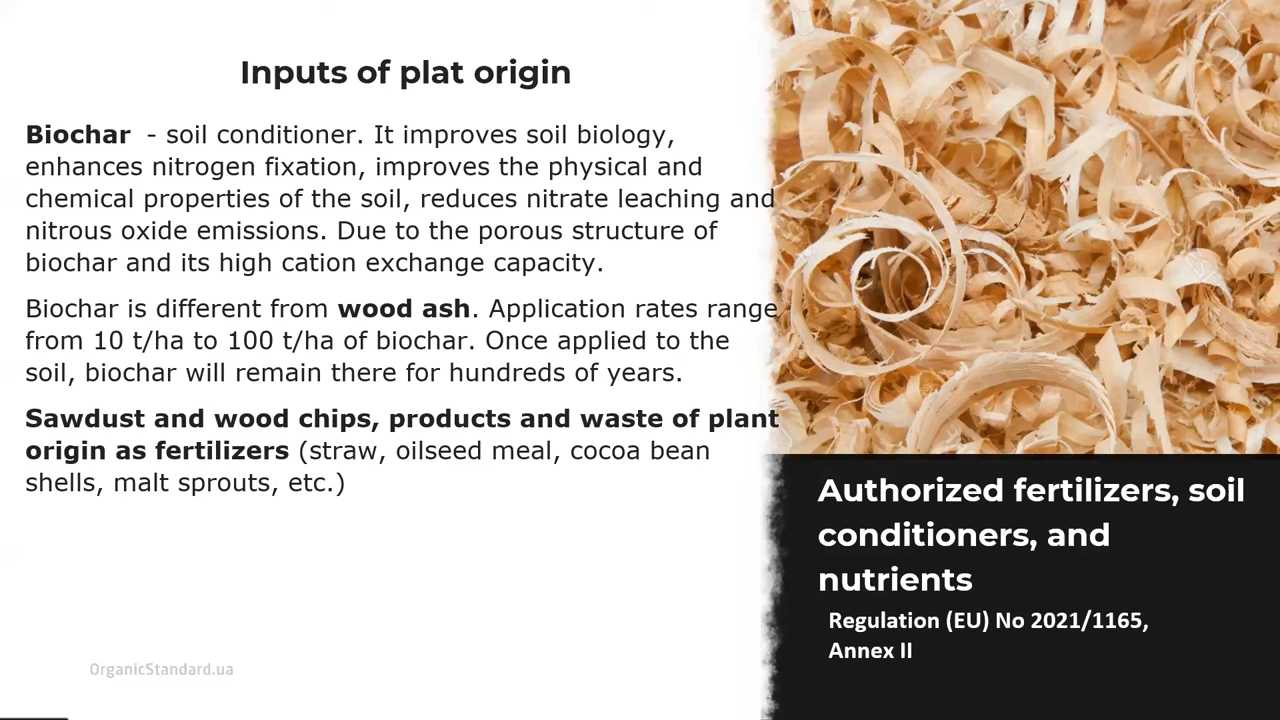 Inputs of plat origin
Biochar - soil conditioner. It improves soil biology,
enhances nitrogen fixation, improves the physical and
chemical properties of the soil, reduces nitrate leaching and
nitrous oxide emissions. Due to the porous structure of
biochar and its high cation exchange capacity.
Biochar is different from wood ash. Application rates range
from 10 t/ha to 100 t/ha of biochar. Once applied to the
soil, biochar will remain there for hundreds of years.
Sawdust and wood chips, products and waste of plant
origin as fertilizers (straw, oilseed meal, cocoa bean
shells, malt sprouts, etc.)
Authorized fertilizers, soil
conditioners, and
nutrients
Regulation (EU) No 2021/1165,
Annex II
OrganicStandard.ua